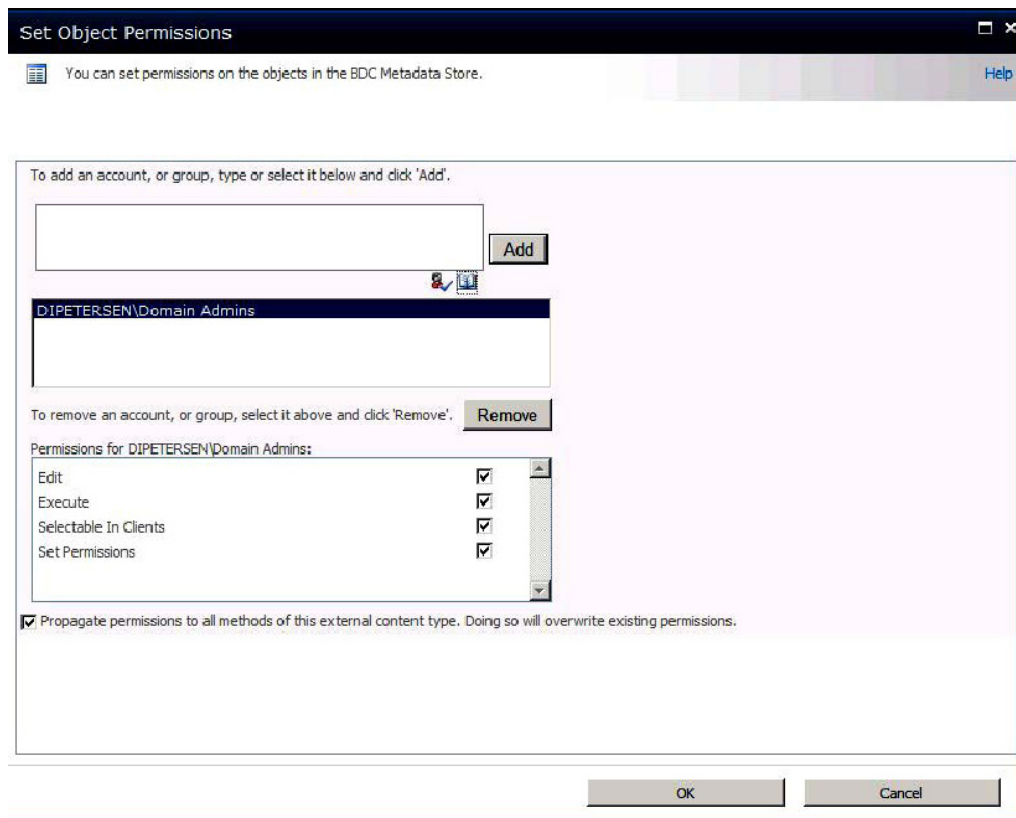 Set Object Permissions
You can set permissions on the objects in the BDC Metadata Store.
Help
To add an account, or group, type or select it below and click 'Add'.
Add
DIPETERSEN\Domain Admins
To remove an account, or group, select it above and click 'Remove'.
Remove
Permissions for DIPETERSEN\Domain Admins:
Edit
Execute
Selectable In Clients
Set Permissions
Propagate permissions to all methods of this external content type. Doing so will overwrite existing permissions.
OK
Cancel